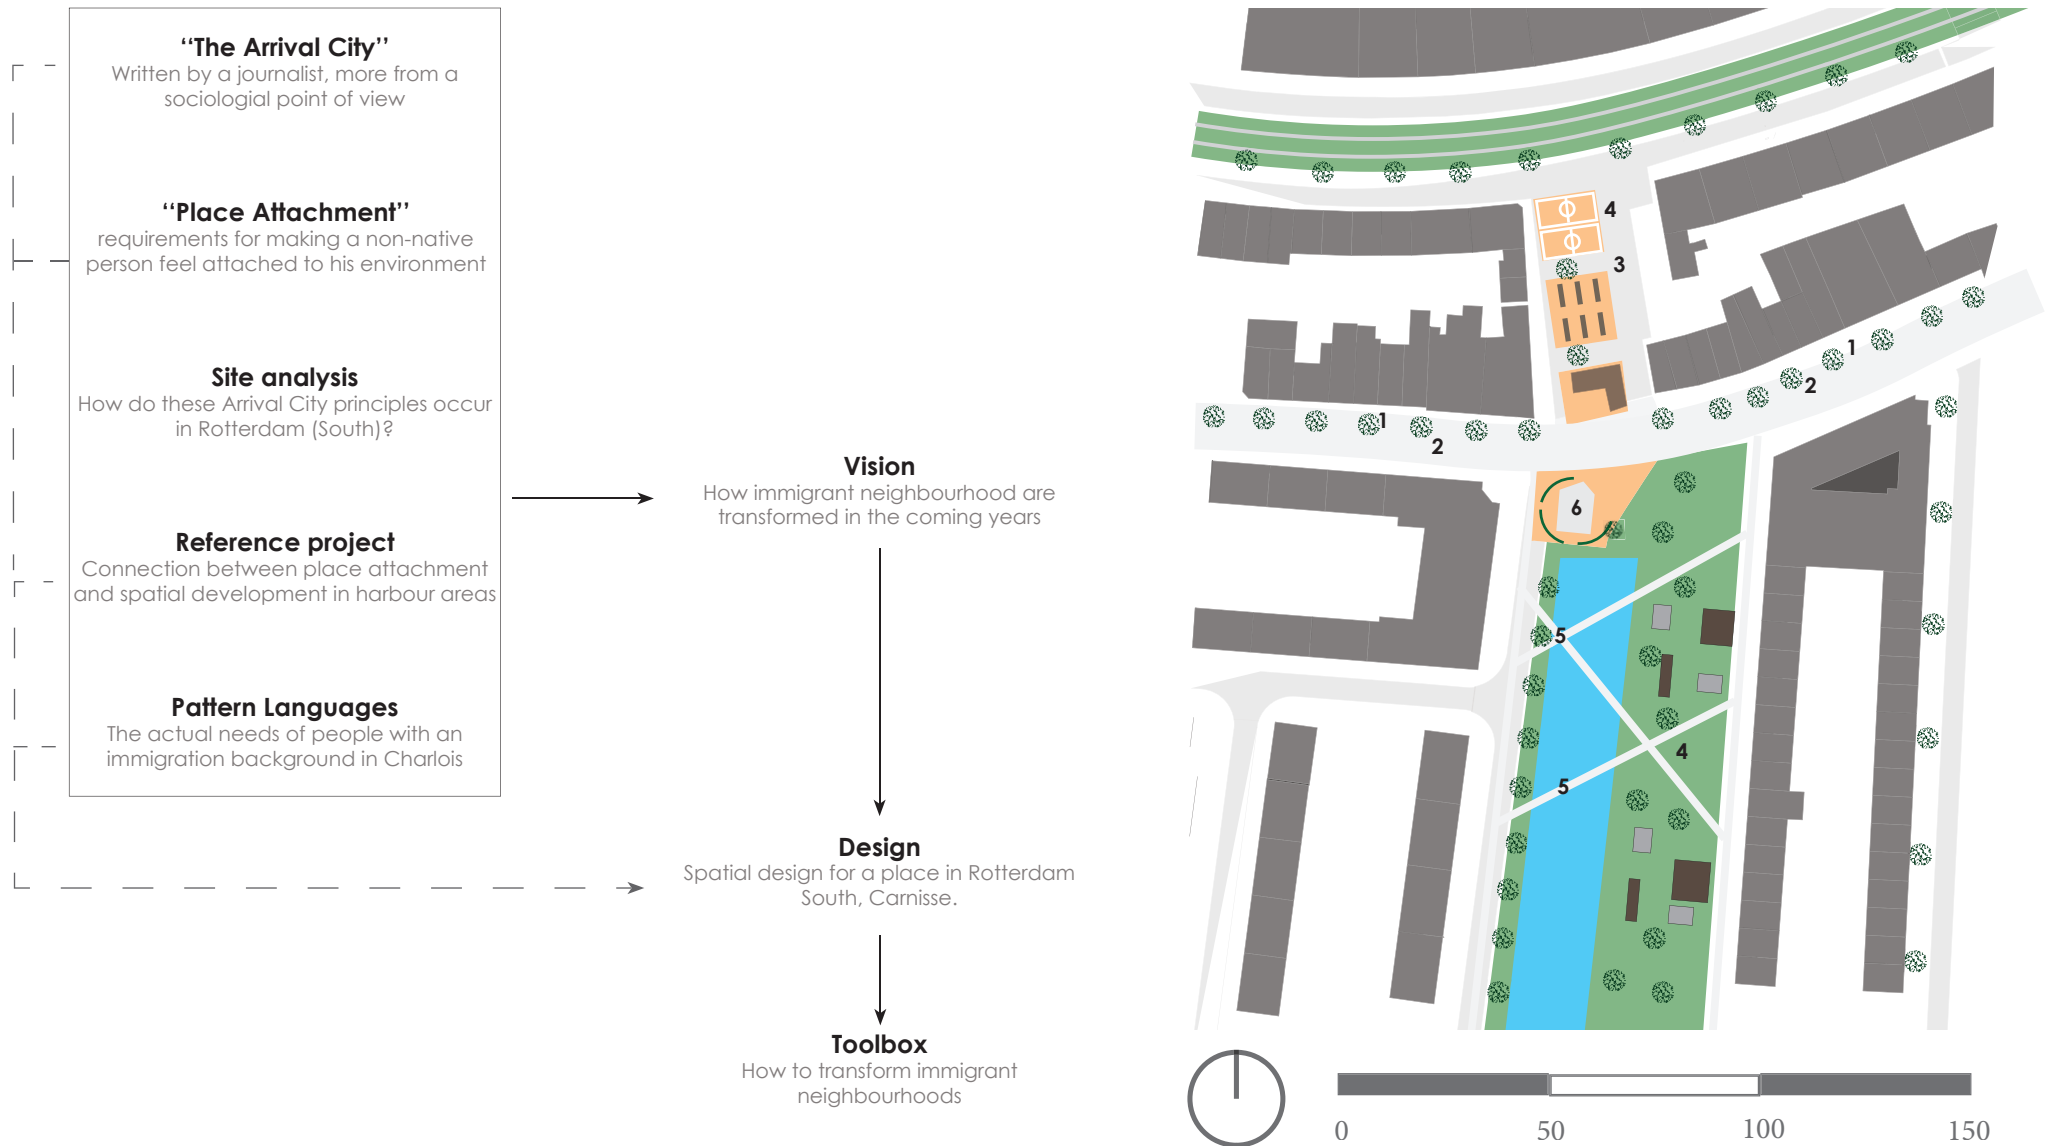 “The Arrival City”
Written by a journalist, more from a
sociologial point of view
“Place Attachment”
requirements for making a non-native
person feel attached to his environment
Site analysis
How do these Arrival City principles occur
in Rotterdam (South)?
Reference project
Connection between place attachment
and spatial development in harbour areas
Pattern Languages
The actual needs of people with an
immigration background in Charlois
Vision
How immigrant neighbourhood are
transformed in the coming years
Design
Spatial design for a place in Rotterdam
South, Carnisse.
Toolbox
How to transform immigrant
neighbourhoods
4
3
1
2
1
2
6
5
4
5
0 50 100 150